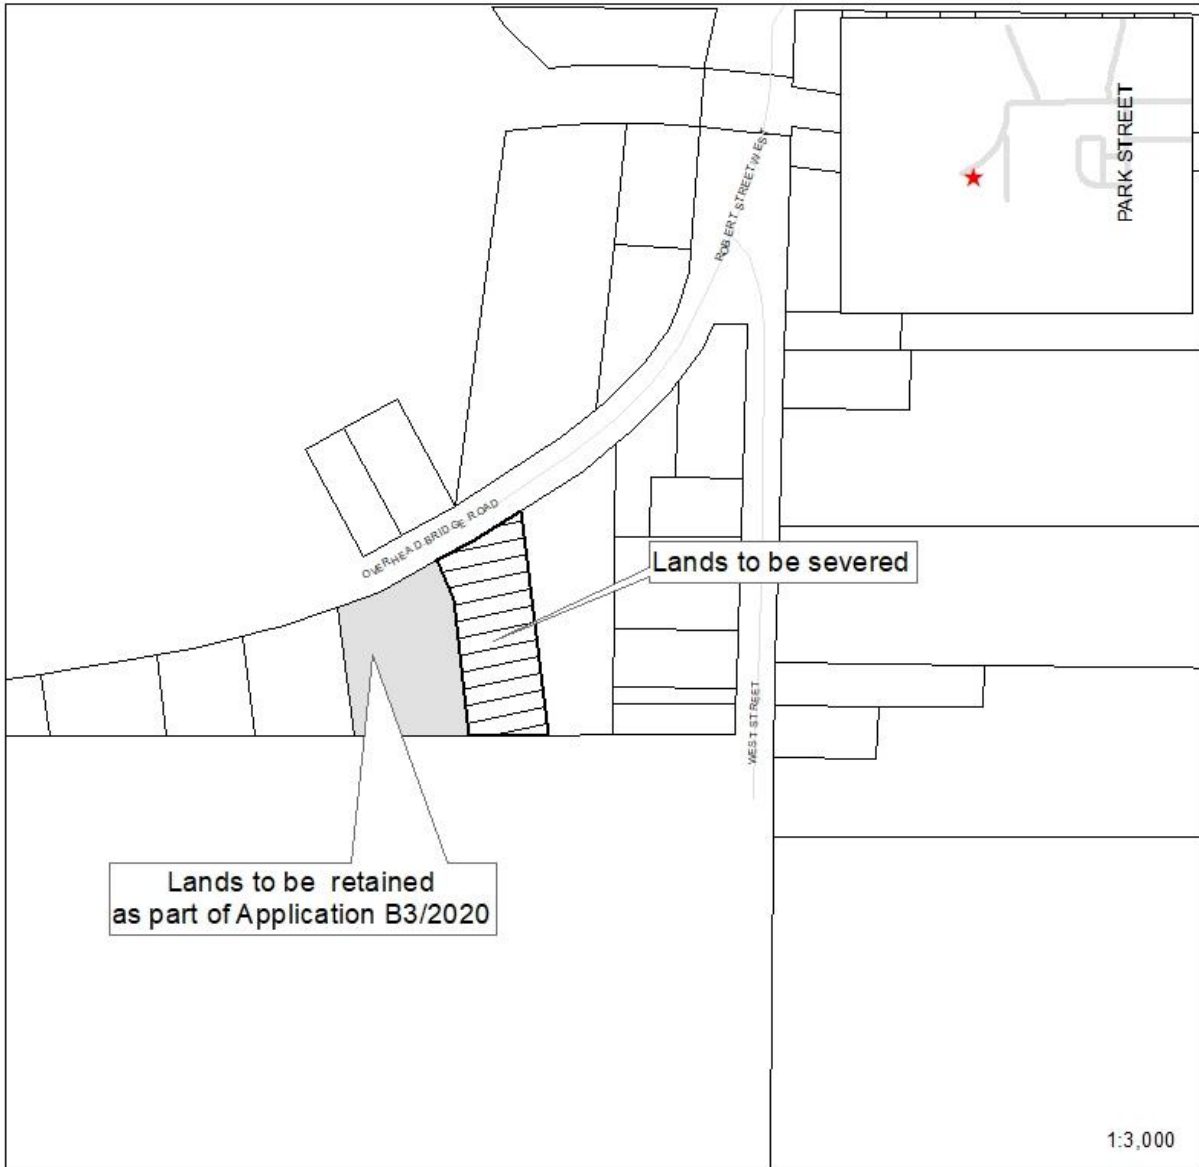 PARK STREET
ROBERT STREET WEST
OVERHEAD BRIDGE ROAD
Lands to be severed
WEST STREET
Lands to be retained
as part of Application B3/2020
1:3,000